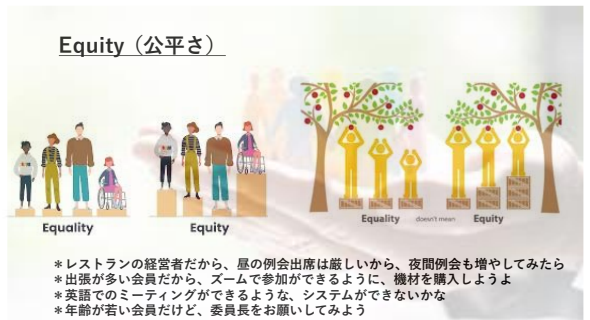 Equity（公平さ）
Equality
Equity
Equality doesn't mean Equity
＊レストランの経営者だから、昼の例会出席は厳しいから、夜間例会も増やしてみたら
＊出張が多い会員だから、ズームで参加ができるように、機材を購入しようよ
＊英語でのミーティングができるような、システムができないかな
＊年齢が若い会員だけど、委員長をお願いしてみよう